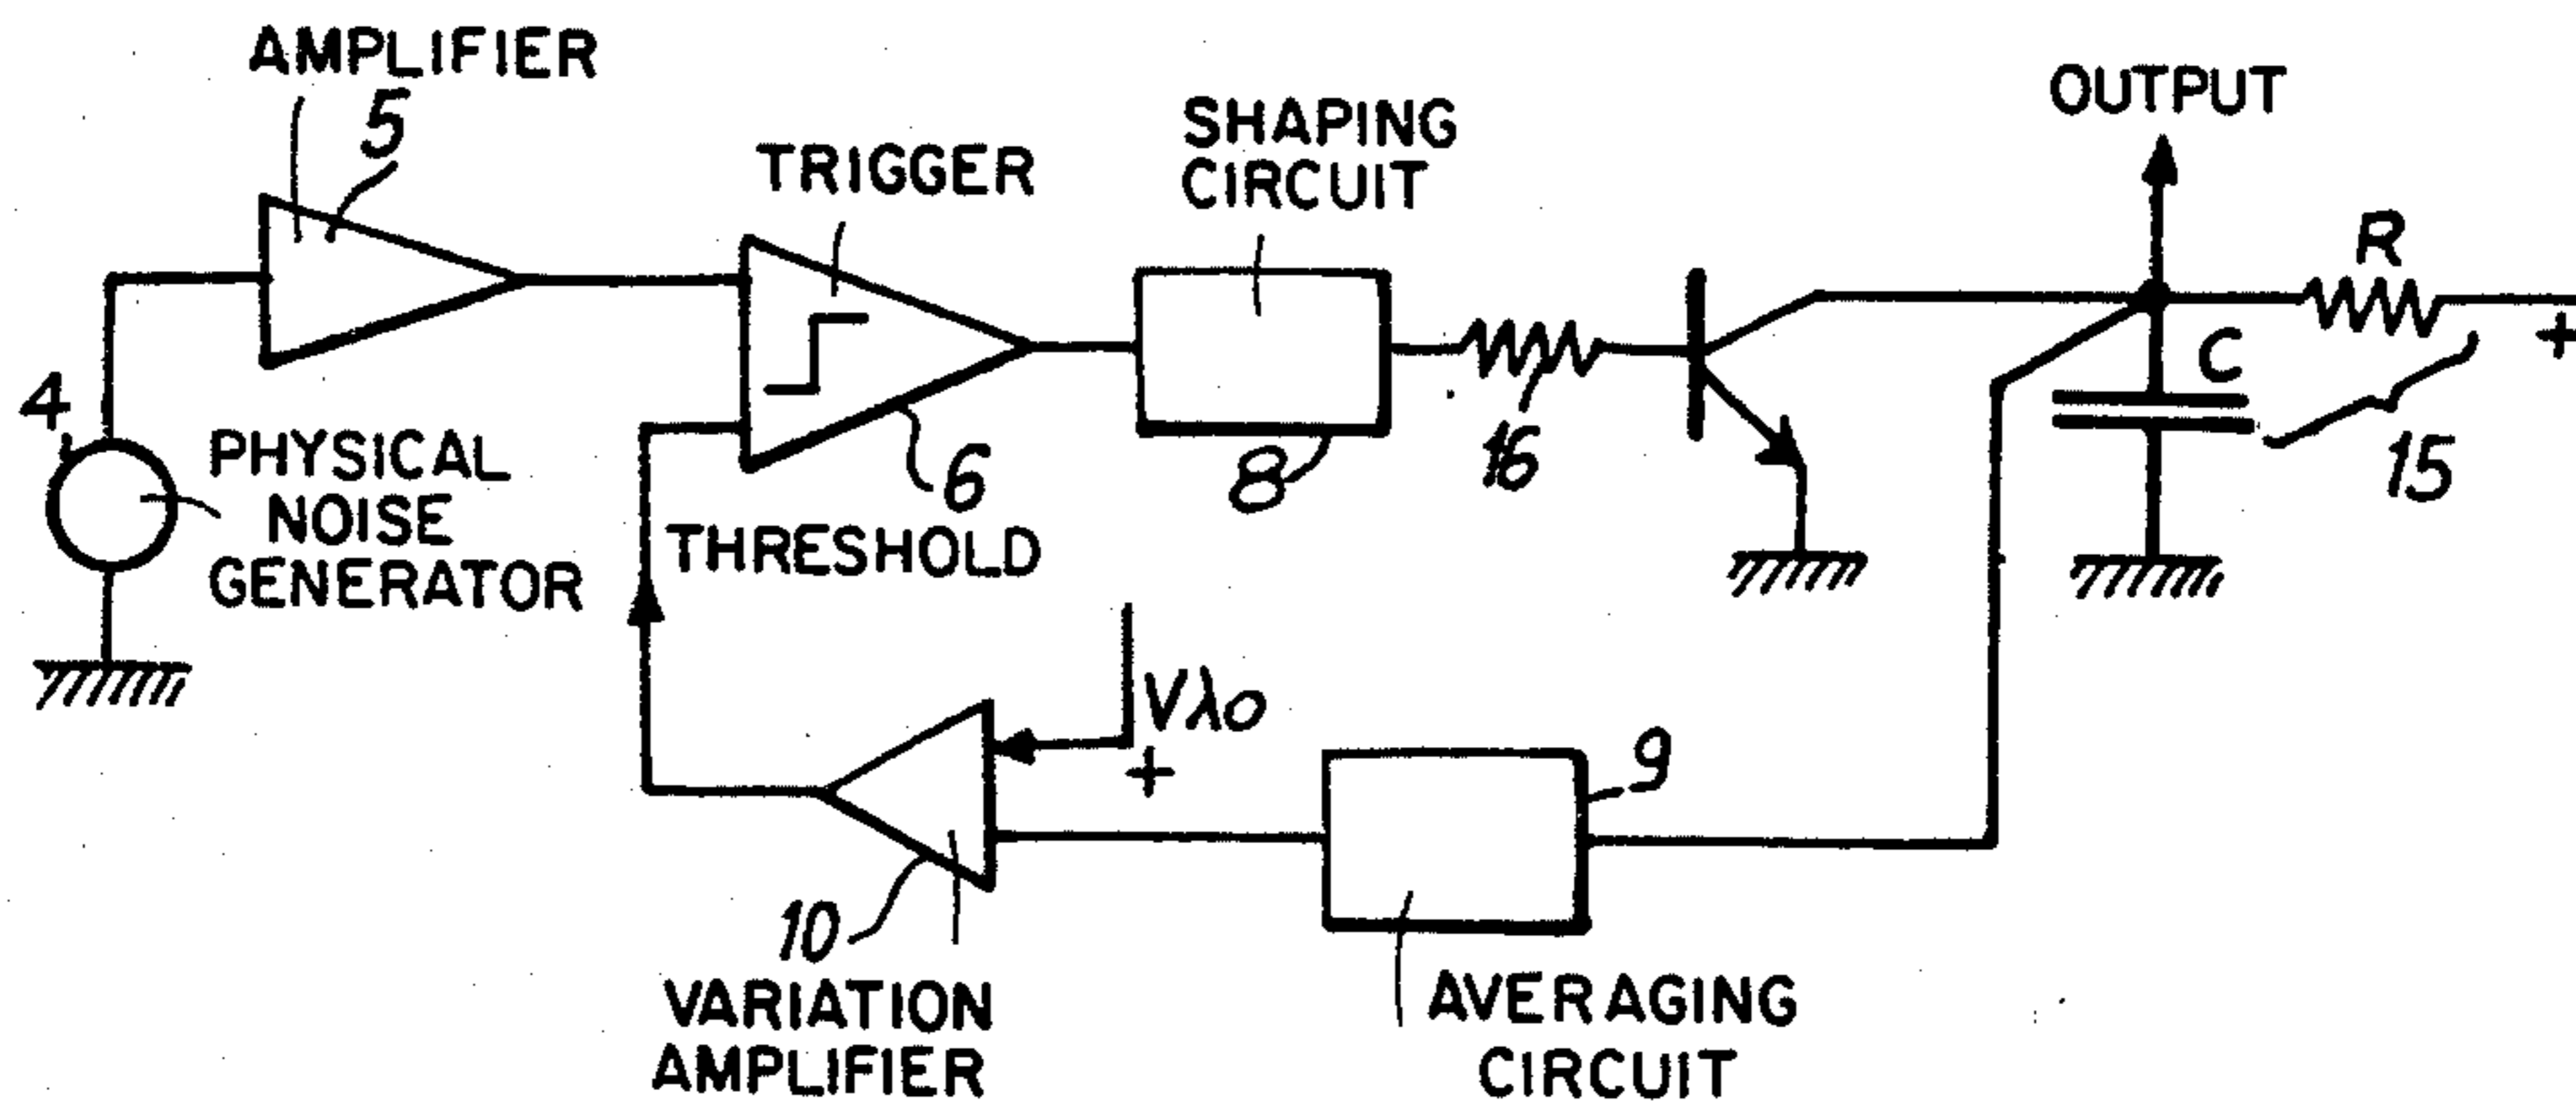 AMPLIFIER
5
TRIGGER
SHAPING
CIRCUIT
OUTPUT
R
+
C
15
4
PHYSICAL
NOISE
GENERATOR
6
8
16
THRESHOLD
Vλo
+
9
10
VARIATION
AMPLIFIER
AVERAGING
CIRCUIT